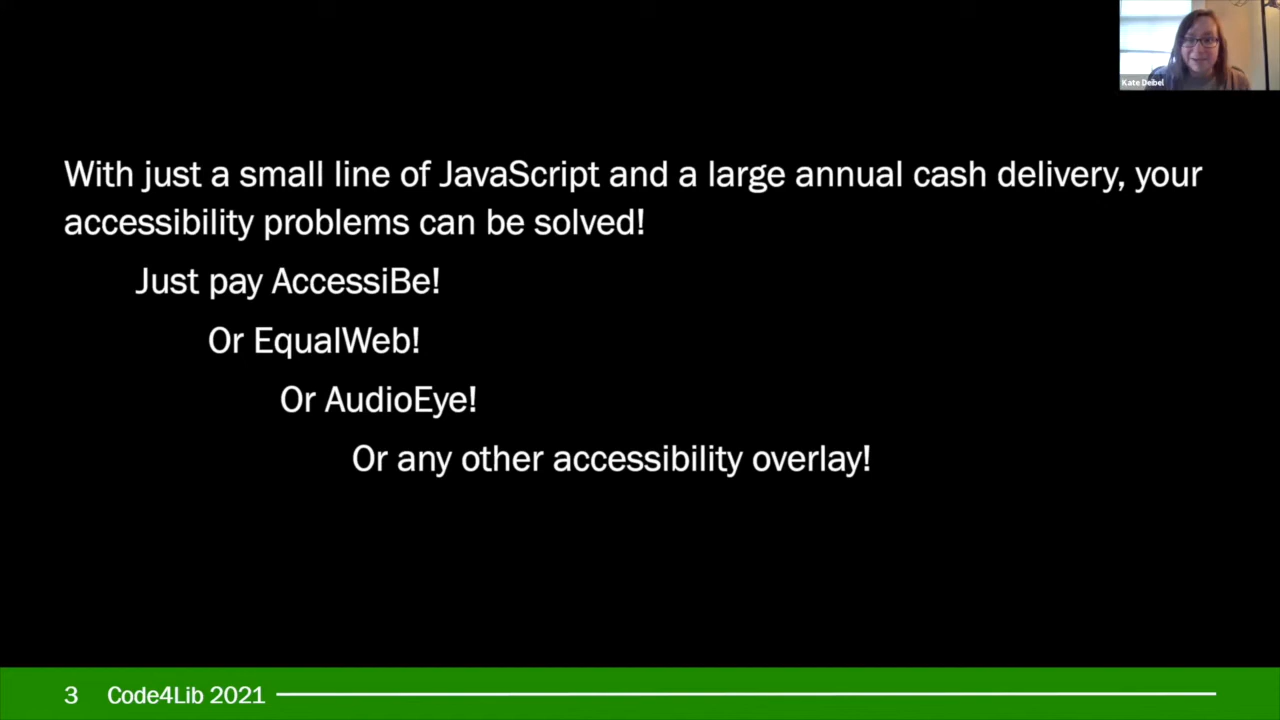 Kate Deibel
With just a small line of JavaScript and a large annual cash delivery, your
accessibility problems can be solved!
Just pay AccessiBe!
Or EqualWeb!
Or AudioEye!
Or any other accessibility overlay!
3 Code4Lib 2021